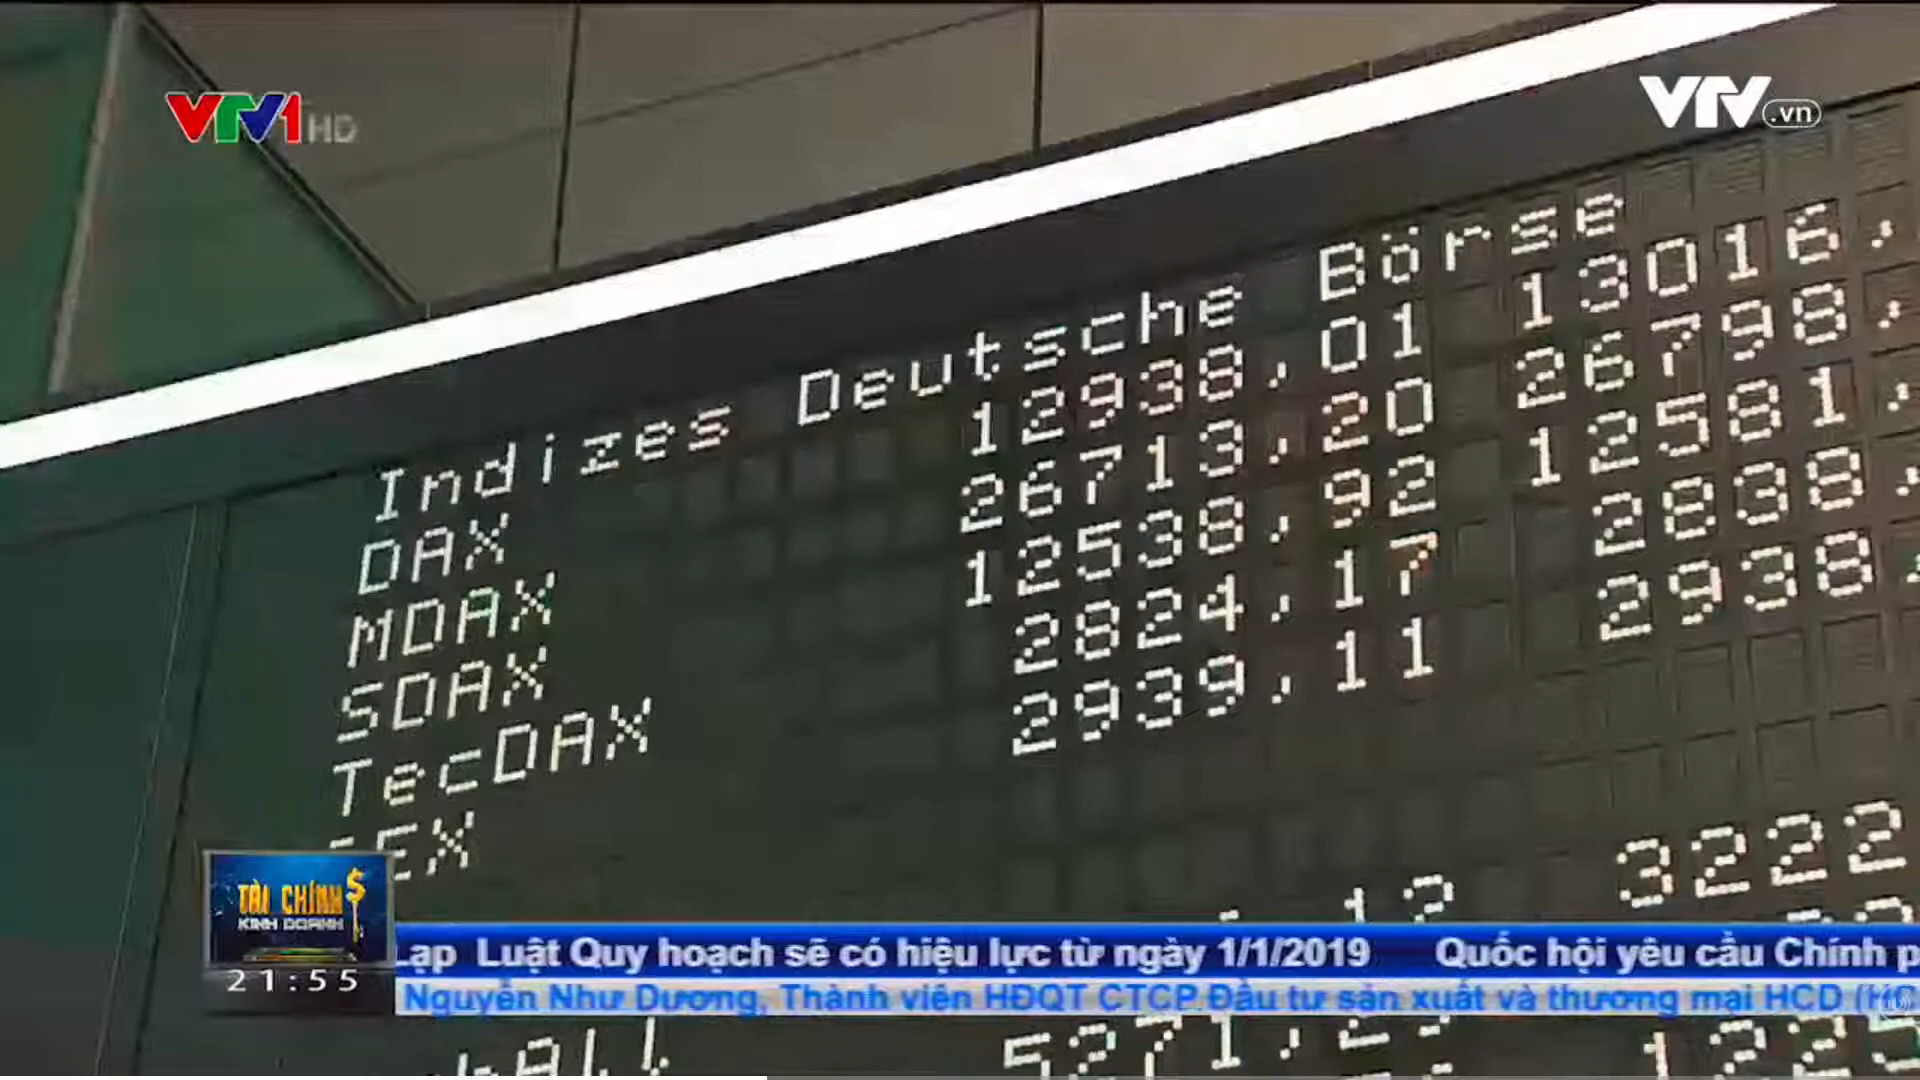 VTV1 HD
VTV.vn
Indizes Deutsche Börse
DAX 12938,01 13016,
MDAX 26713,20 26798,
SDAX 12538,92 12581,
TecDAX 2824,17 2838,
2939,11 2938,
3222
TÀI CHÍNH $
KINH DOANH
21:55
Luật Quy hoạch sẽ có hiệu lực từ ngày 1/1/2019 Quốc hội yêu cầu Chính p
Nguyễn Như Dương, Thành viên HĐQT CTCP Đầu tư sản xuất và thương mại HCD (HC
5271,